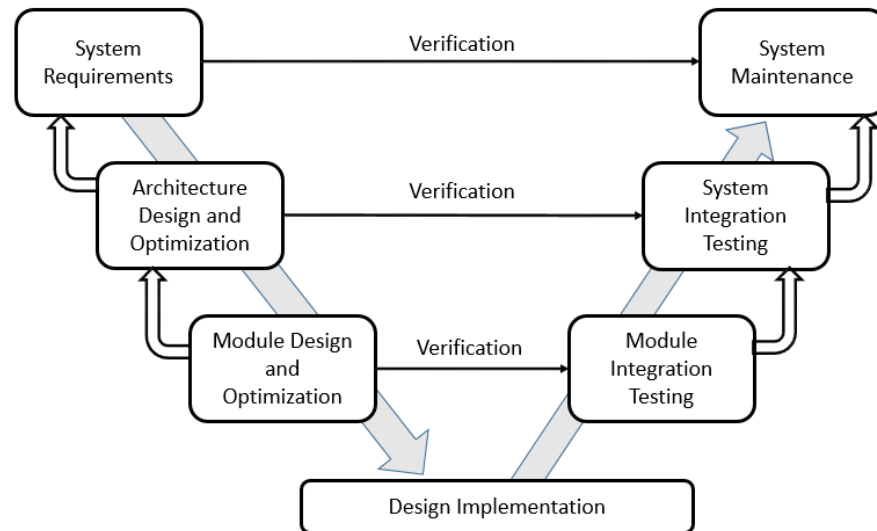 System
Requirements
Verification
System
Maintenance
Architecture
Design and
Optimization
Verification
System
Integration
Testing
Module Design
and
Optimization
Verification
Module
Integration
Testing
Design Implementation